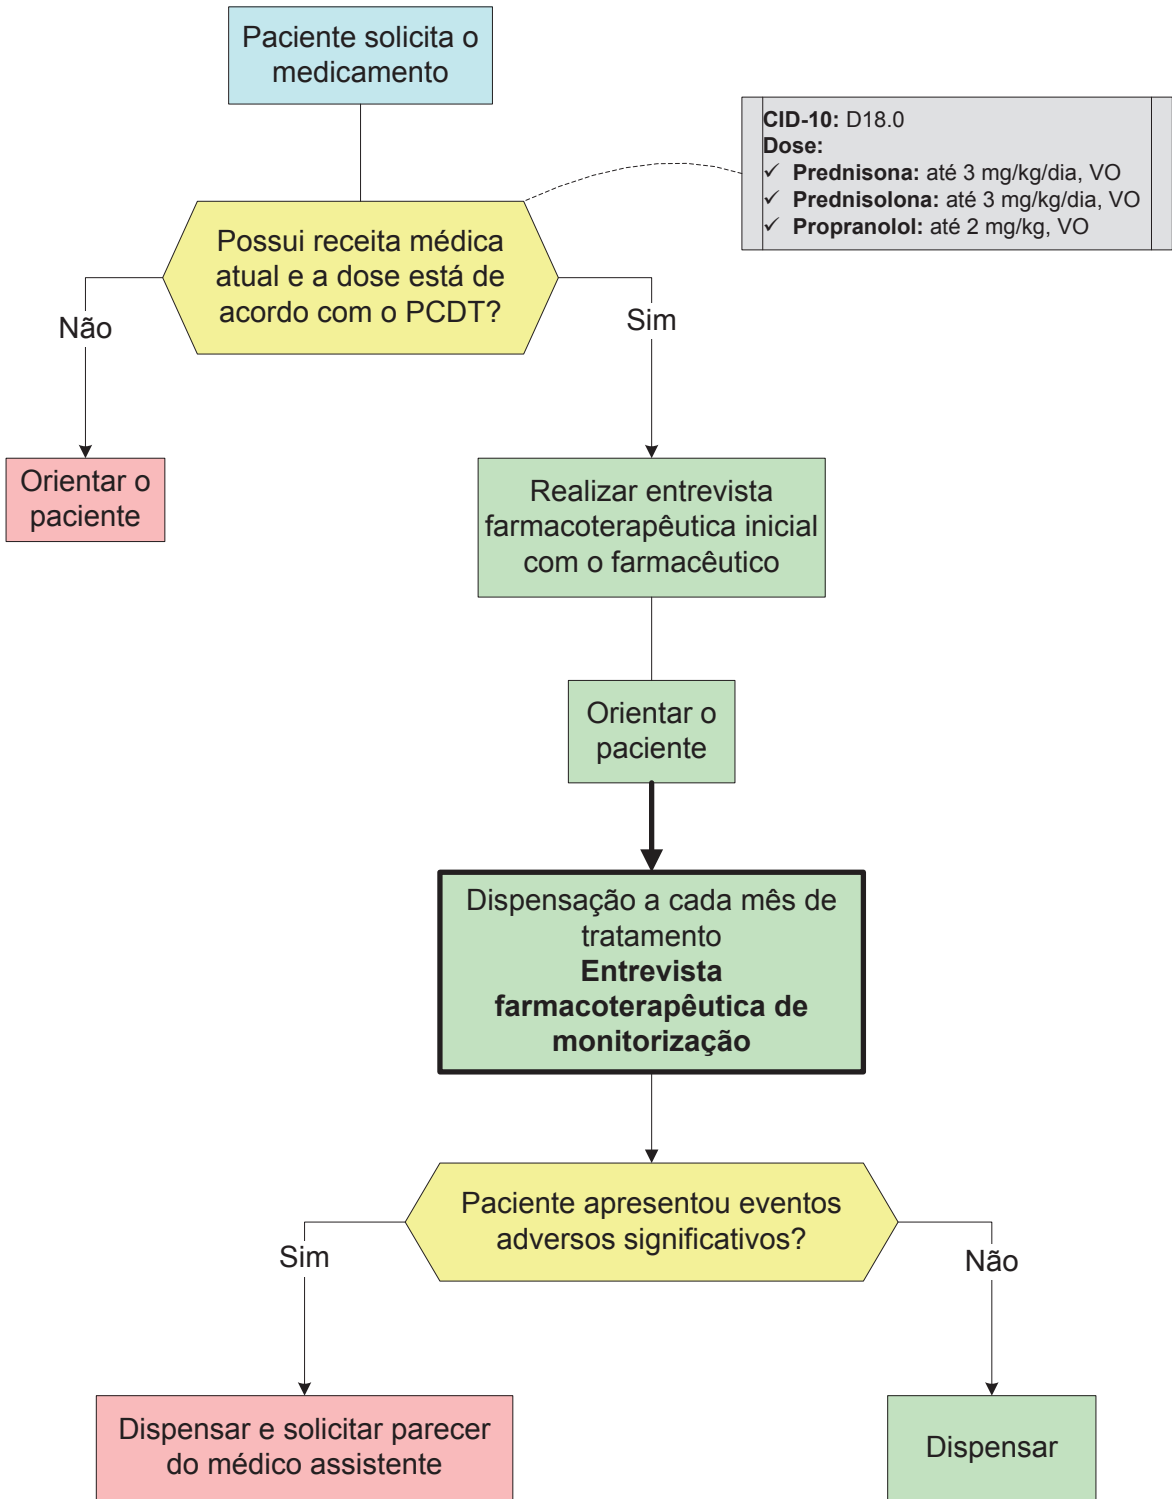 Paciente solicita o
medicamento
CID-10: D18.0
Dose:
✓ Prednisona: até 3 mg/kg/dia, VO
✓ Prednisolona: até 3 mg/kg/dia, VO
✓ Propranolol: até 2 mg/kg, VO
Possui receita médica
atual e a dose está de
acordo com o PCDT?
Não
Sim
Orientar o
paciente
Realizar entrevista
farmacoterapêutica inicial
com o farmacêutico
Orientar o
paciente
Dispensação a cada mês de
tratamento
Entrevista
farmacoterapêutica de
monitorização
Paciente apresentou eventos
adversos significativos?
Sim
Não
Dispensar e solicitar parecer
do médico assistente
Dispensar